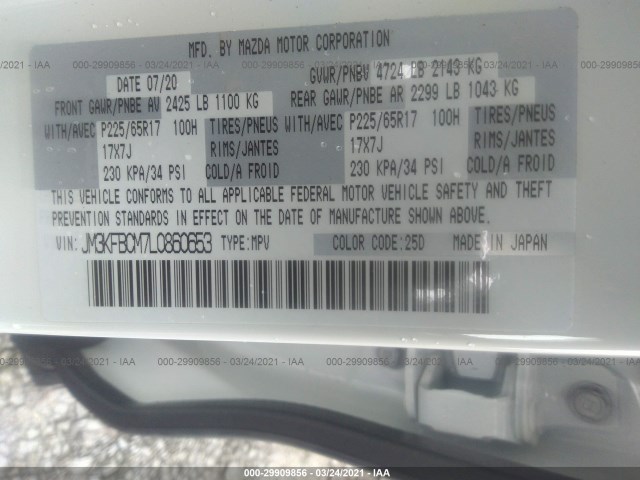 MFD. BY MAZDA MOTOR CORPORATION
DATE 07/20
GVWR/PNBV 4724 LB 2143 KG
FRONT GAWR/PNBE AV 2425 LB 1100 KG
REAR GAWR/PNBE AR 2299 LB 1043 KG
WITH/AVEC P225/65R17 100H TIRES/PNEUS WITH/AVEC P225/65R17 100H TIRES/PNEUS
17X7J RIMS/JANTES 17X7J RIMS/JANTES
230 KPA/34 PSI COLD/A FROID 230 KPA/34 PSI COLD/A FROID
THIS VEHICLE CONFORMS TO ALL APPLICABLE FEDERAL MOTOR VEHICLE SAFETY AND THEFT
PREVENTION STANDARDS IN EFFECT ON THE DATE OF MANUFACTURE SHOWN ABOVE.
VIN: JM3KFBCM7L0860653 TYPE:MPV COLOR CODE:25D MADE IN JAPAN
000-29909856 - 03/24/2021 - IAA